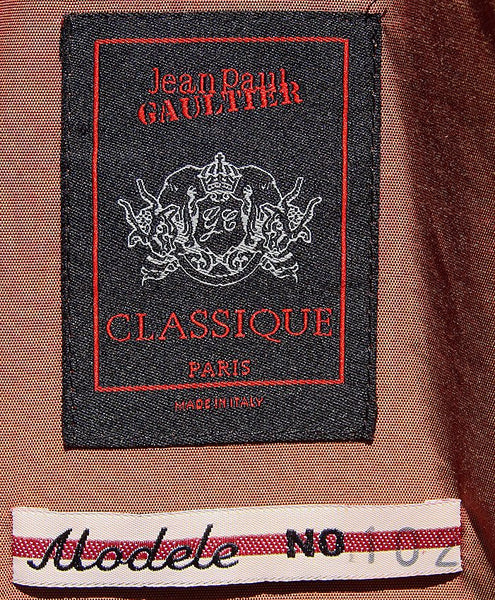 Jean Paul
GAULTIER
CLASSIQUE
PARIS
MADE IN ITALY
Modele NO 102